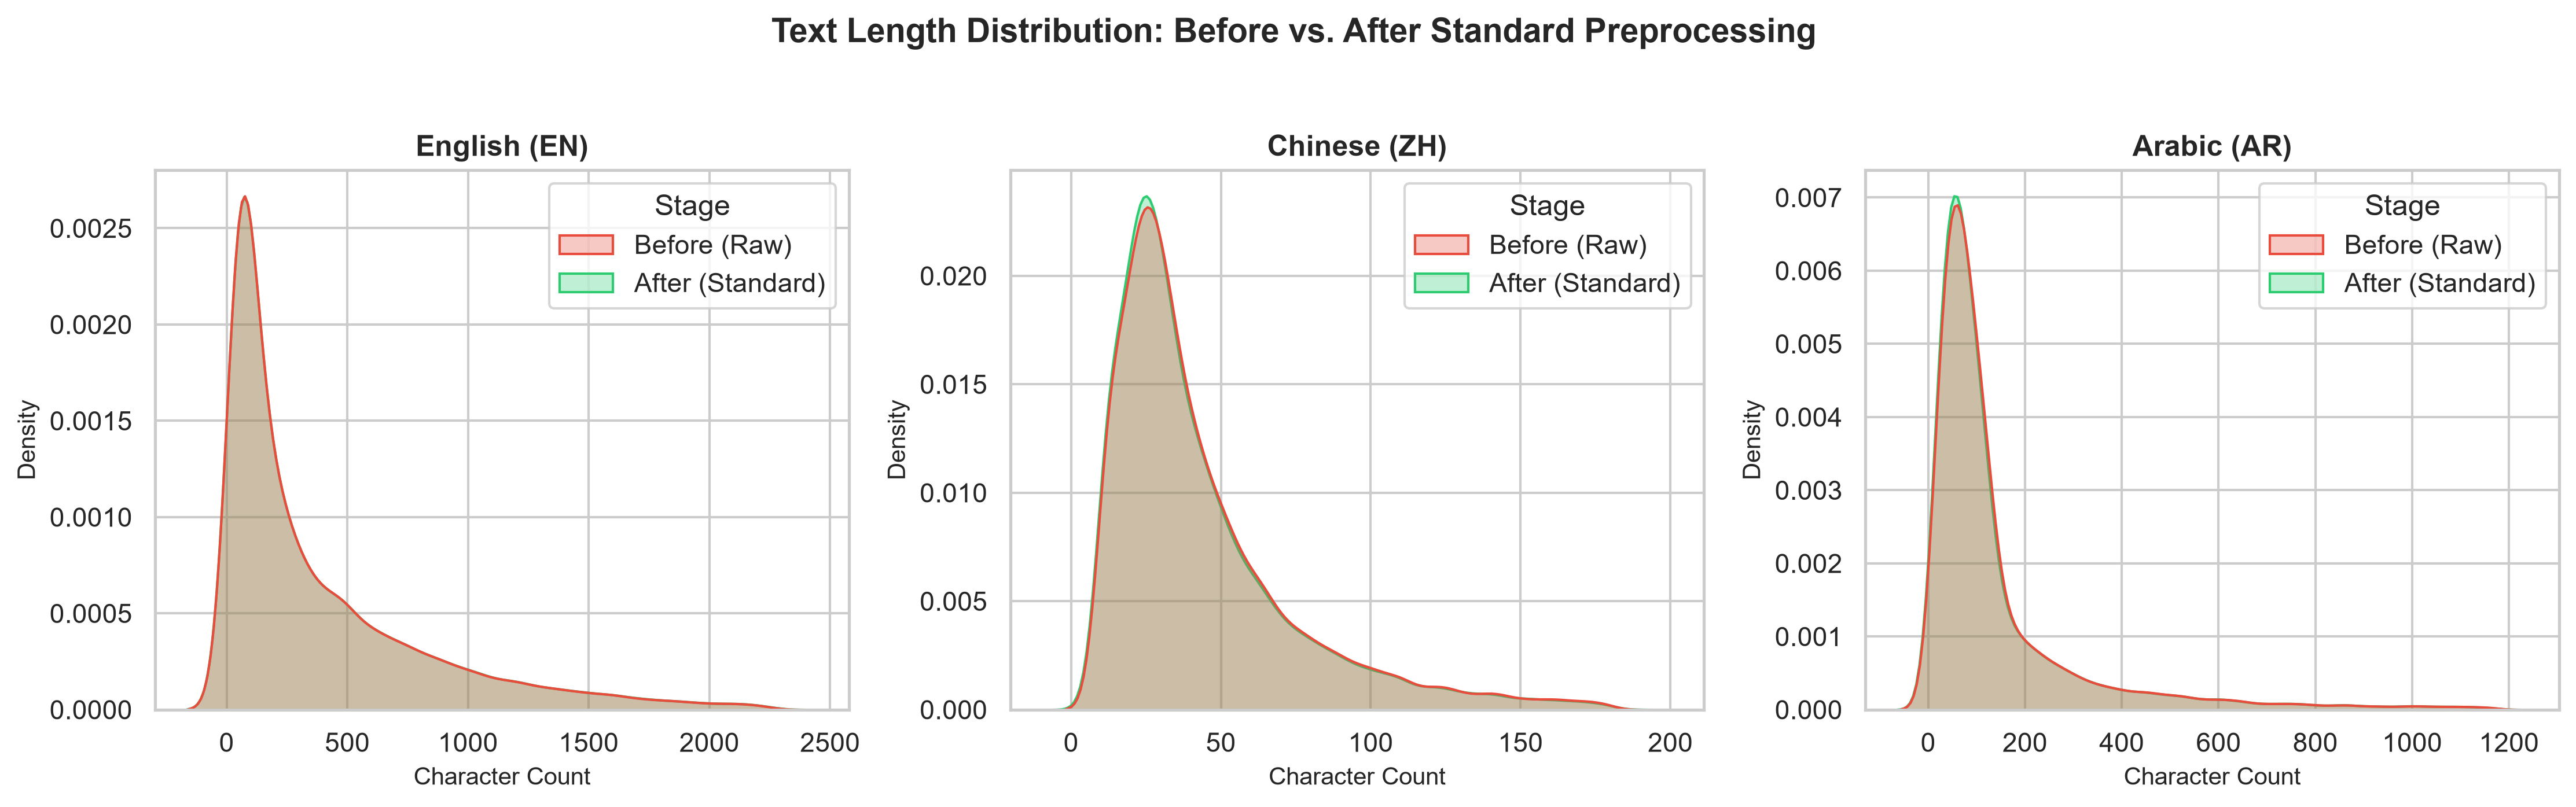 Text Length Distribution: Before vs. After Standard Preprocessing
English (EN)
Stage
Before (Raw)
After (Standard)
0.0025
0.0020
0.0015
0.0010
0.0005
0.0000
Density
0 500 1000 1500 2000 2500
Character Count
Chinese (ZH)
Stage
Before (Raw)
After (Standard)
0.020
0.015
0.010
0.005
0.000
Density
0 50 100 150 200
Character Count
Arabic (AR)
Stage
Before (Raw)
After (Standard)
0.007
0.006
0.005
0.004
0.003
0.002
0.001
0.000
Density
0 200 400 600 800 1000 1200
Character Count